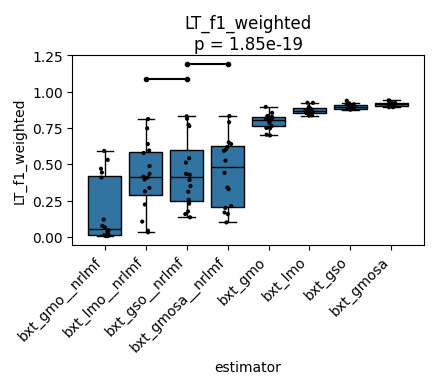 LT_f1_weighted
p = 1.85e-19
LT_f1_weighted
1.25
1.00
0.75
0.50
0.25
0.00
bxt_gmo__nrlmf
bxt_lmo__nrlmf
bxt_gso__nrlmf
bxt_gmosa__nrlmf
bxt_gmo
bxt_lmo
bxt_gso
bxt_gmosa
estimator